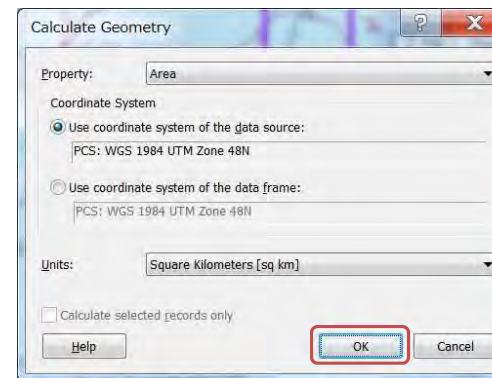 Calculate Geometry
Property: Area
Coordinate System
Use coordinate system of the data source:
PCS: WGS 1984 UTM Zone 48N
Use coordinate system of the data frame:
PCS: WGS 1984 UTM Zone 48N
Units: Square Kilometers [sq km]
Calculate selected records only
Help OK Cancel